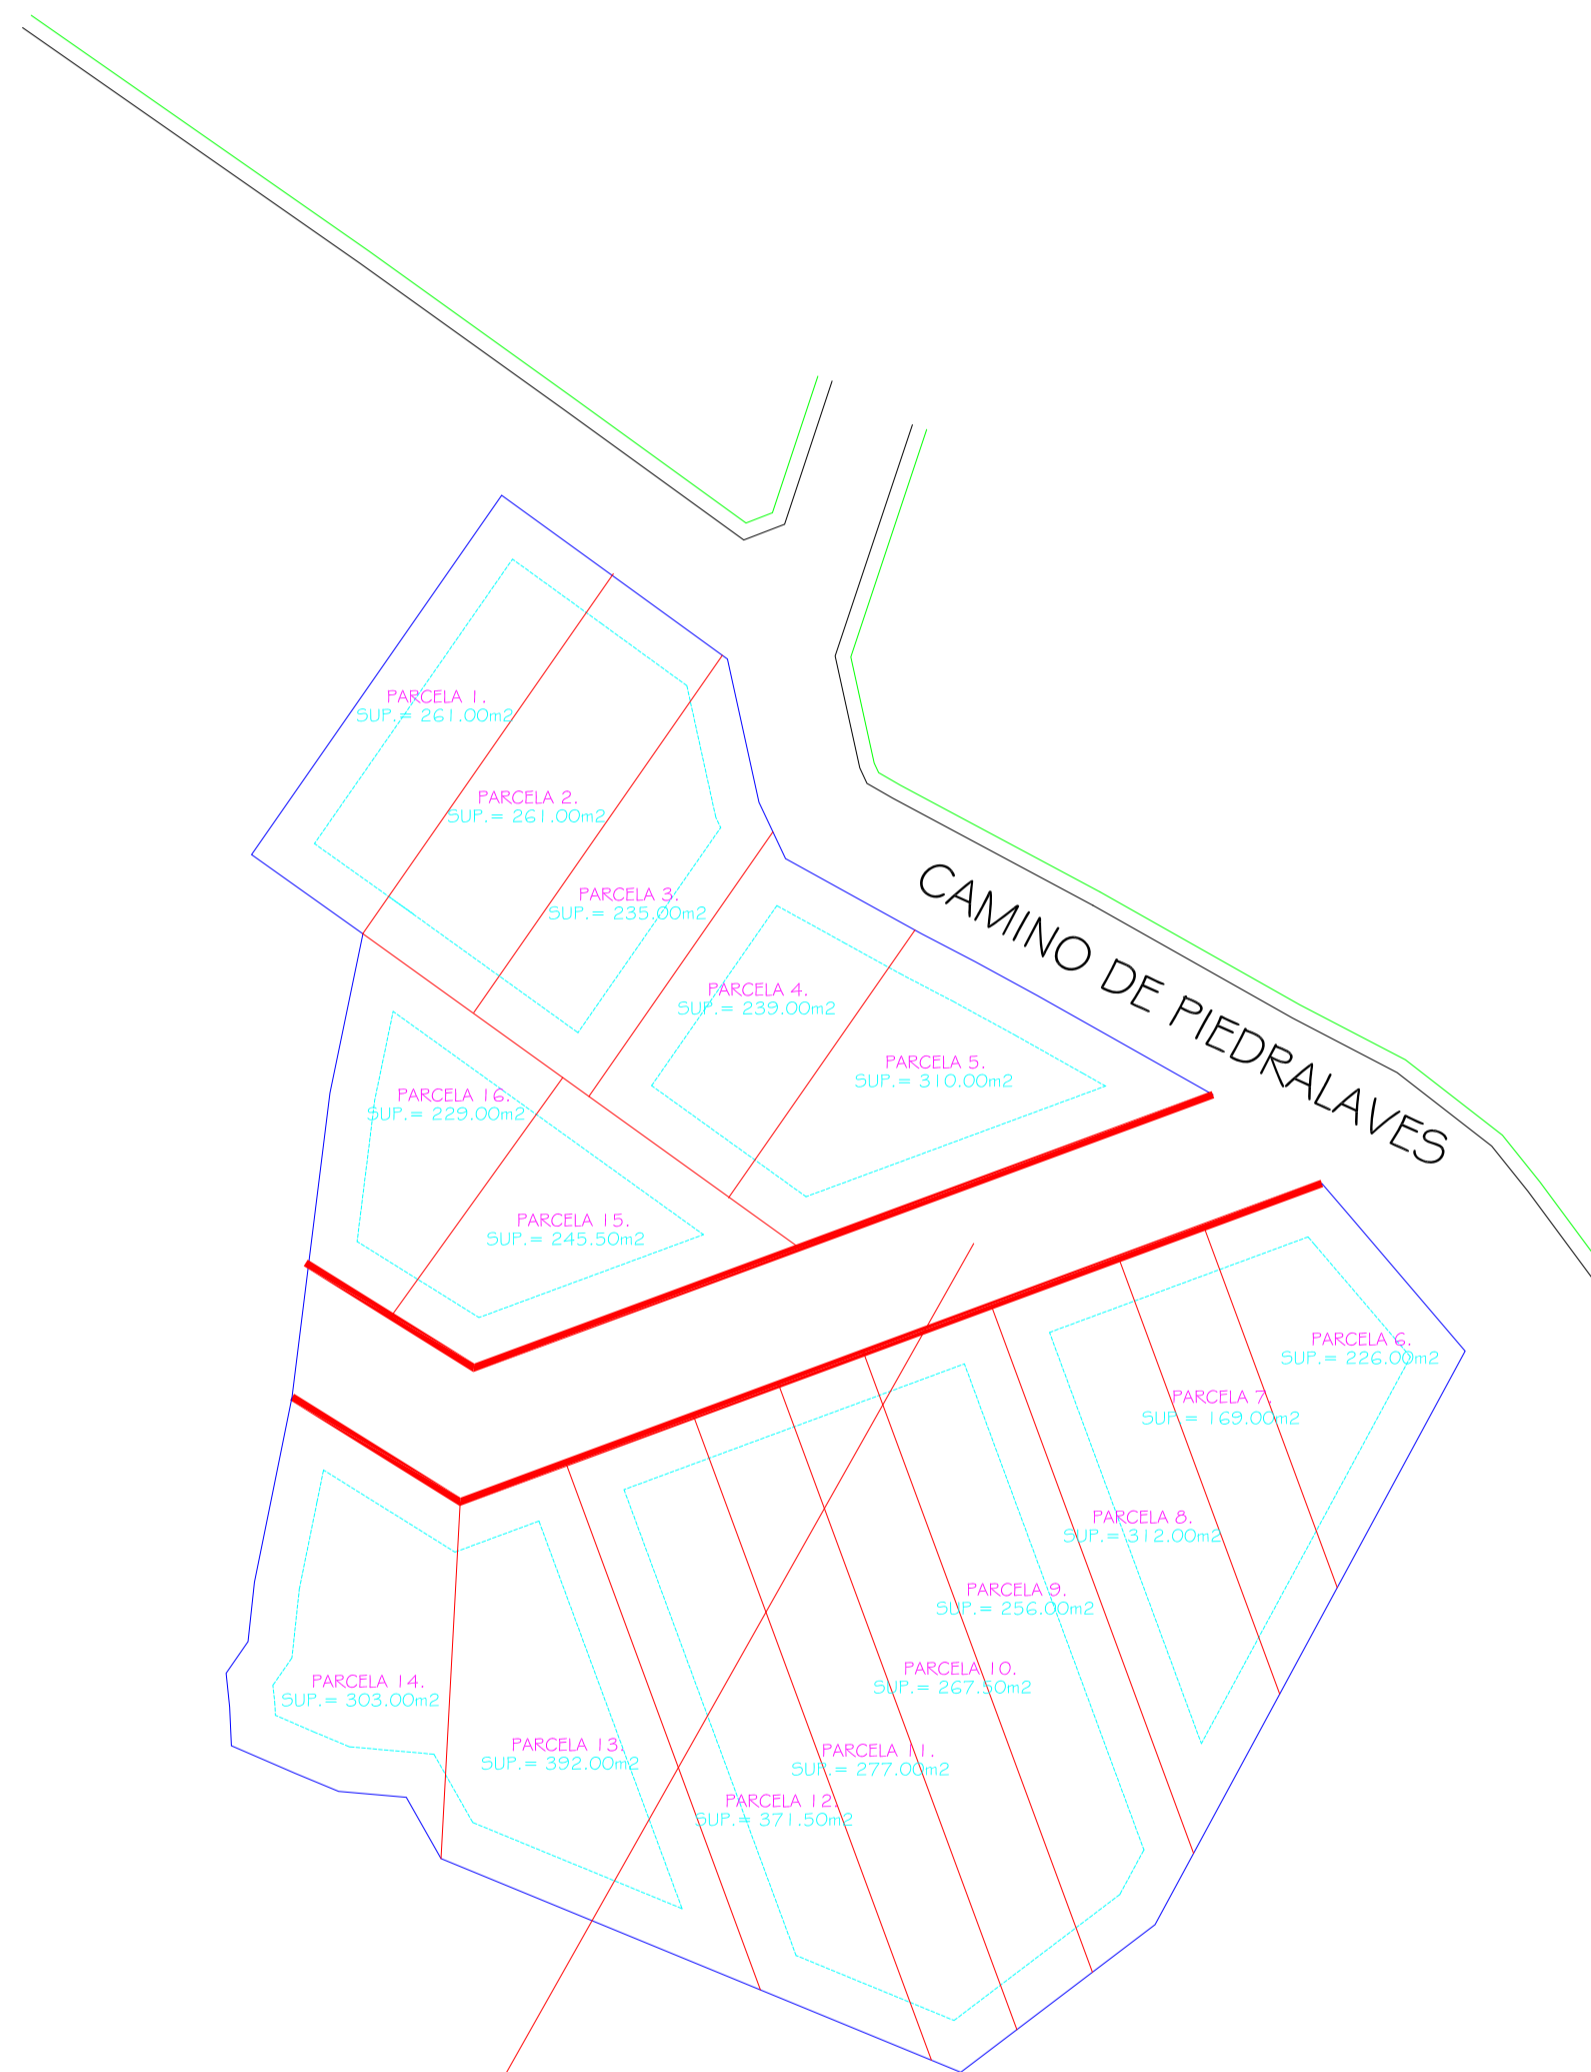 PARCELA 1.
SUP.= 261.00m2
PARCELA 2.
SUP.= 261.00m2
PARCELA 3.
SUP.= 235.00m2
CAMINO DE PIEDRALAVES
PARCELA 4.
SUP.= 239.00m2
PARCELA 5.
SUP.= 310.00m2
PARCELA 16.
SUP.= 229.00m2
PARCELA 15.
SUP.= 245.50m2
PARCELA 6.
SUP.= 226.00m2
PARCELA 7.
SUP.= 169.00m2
PARCELA 8.
SUP.= 312.00m2
PARCELA 9.
SUP.= 256.00m2
PARCELA 10.
SUP.= 267.50m2
PARCELA 14.
SUP.= 303.00m2
PARCELA 13.
SUP.= 392.00m2
PARCELA 11.
SUP.= 277.00m2
PARCELA 12.
SUP.= 371.50m2